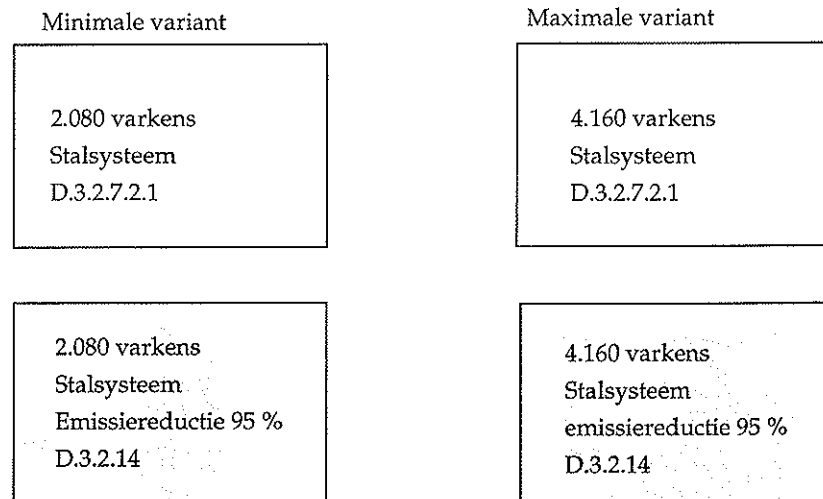 Minimale variant
Maximale variant
2.080 varkens
Stalsysteem
D.3.2.7.2.1
4.160 varkens
Stalsysteem
D.3.2.7.2.1
2.080 varkens
Stalsysteem
Emissiereductie 95 %
D.3.2.14
4.160 varkens
Stalsysteem
emissiereductie 95 %
D.3.2.14